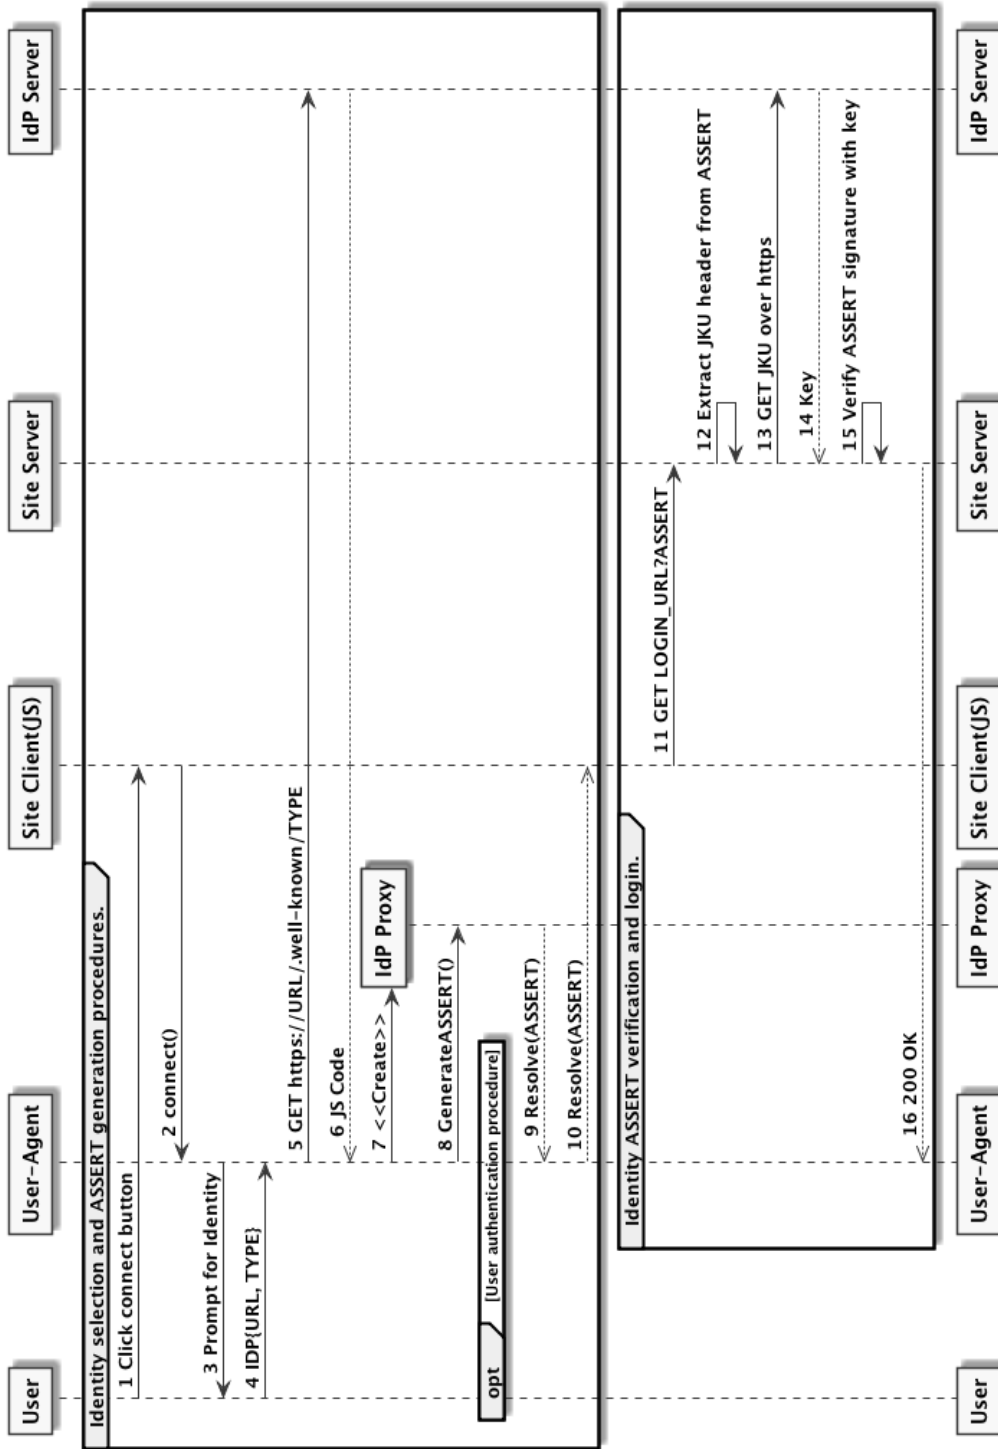 User
User-Agent
Site Client(JS)
Site Server
IdP Server
Identity selection and ASSERT generation procedures.
1 Click connect button
2 connect()
3 Prompt for Identity
4 IDP{URL, TYPE}
5 GET https://URL/.well-known/TYPE
6 JS Code
7 <<Create>>
IdP Proxy
8 GenerateASSERT()
opt
[User authentication procedure]
9 Resolve(ASSERT)
10 Resolve(ASSERT)
Identity ASSERT verification and login.
11 GET LOGIN_URL?ASSERT
12 Extract JKU header from ASSERT
13 GET JKU over https
14 Key
15 Verify ASSERT signature with key
16 200 OK
User
User-Agent
IdP Proxy
Site Client(JS)
Site Server
IdP Server